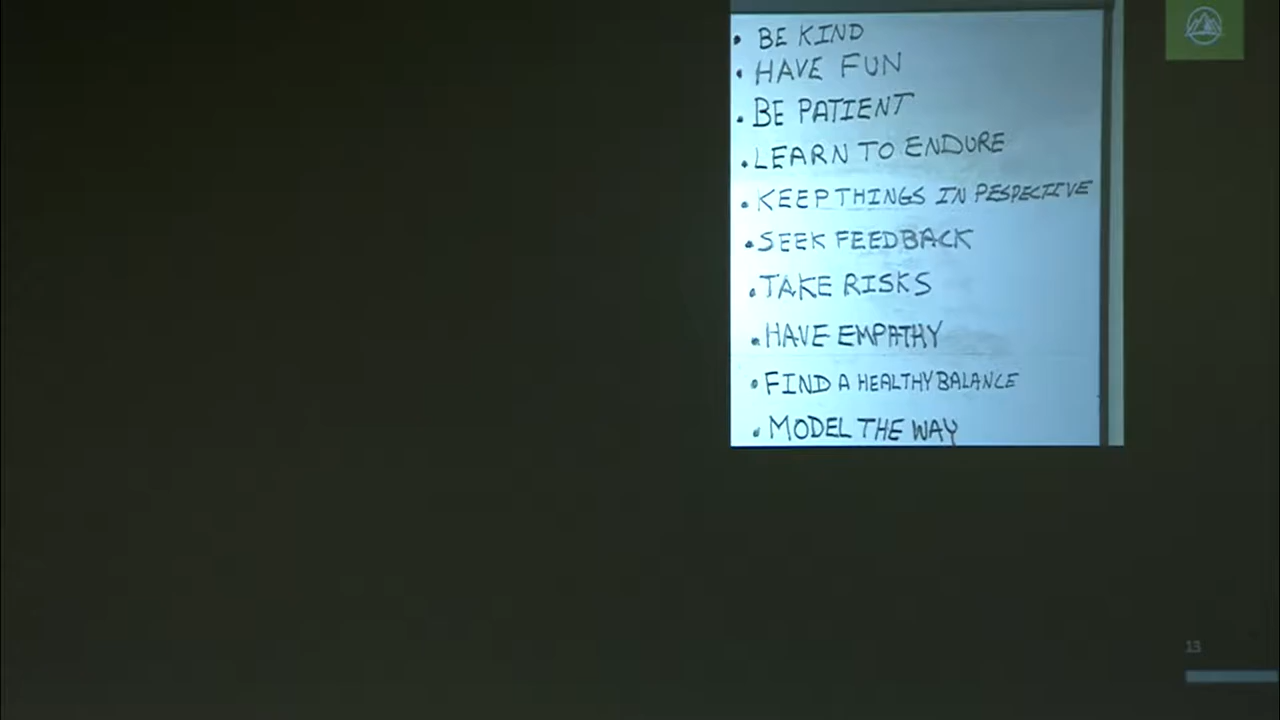 • BE KIND
• HAVE FUN
• BE PATIENT
• LEARN TO ENDURE
• KEEP THINGS IN PESPECTIVE
• SEEK FEEDBACK
• TAKE RISKS
• HAVE EMPATHY
• FIND A HEALTHY BALANCE
• MODEL THE WAY
13